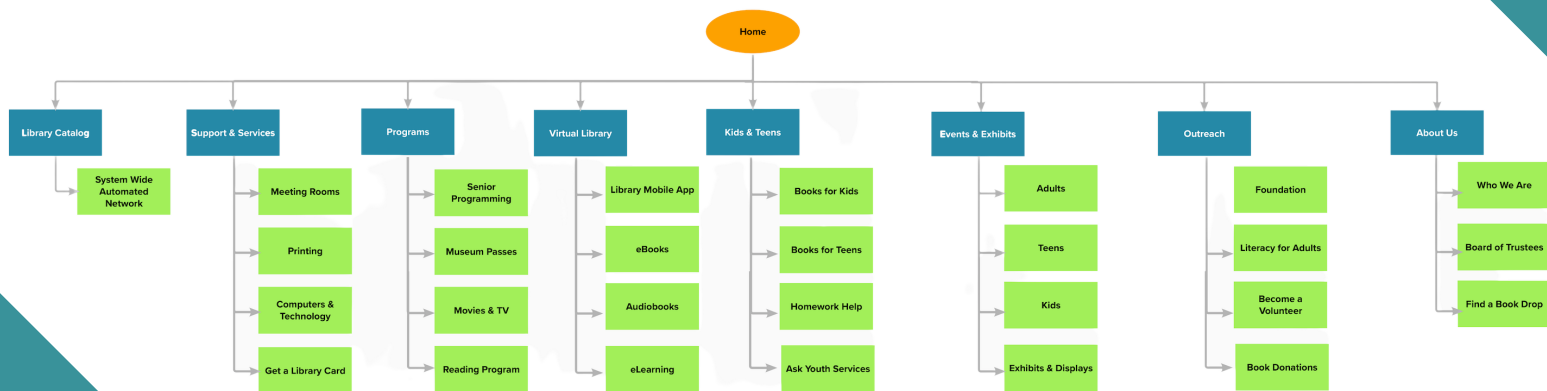 Home
Library Catalog
Support & Services
Programs
Virtual Library
Kids & Teens
Events & Exhibits
Outreach
About Us
System Wide
Automated
Network
Meeting Rooms
Printing
Computers &
Technology
Get a Library Card
Senior
Programming
Museum Passes
Movies & TV
Reading Program
Library Mobile App
eBooks
Audiobooks
eLearning
Books for Kids
Books for Teens
Homework Help
Ask Youth Services
Adults
Teens
Kids
Exhibits & Displays
Foundation
Literacy for Adults
Become a
Volunteer
Book Donations
Who We Are
Board of Trustees
Find a Book Drop